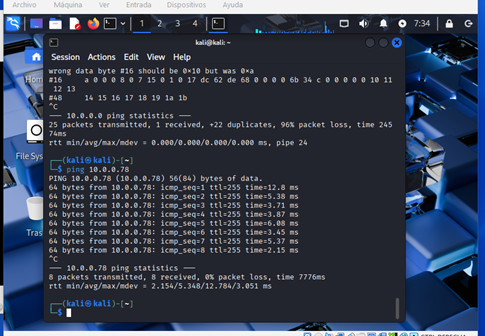 Archivo Máquina Ver Entrada Dispositivos Ayuda
1 2 3 4
7:34
kali@kali: ~
Session Actions Edit View Help
wrong data byte #16 should be 0×10 but was 0×a
#16 a 0 0 0 8 0 7 15 0 1 0 17 dc 62 de 68 0 0 0 0 6b 34 c 0 0 0 0 0 10 11
12 13
#48 14 15 16 17 18 19 1a 1b
^C
— 10.0.0.0 ping statistics —
25 packets transmitted, 1 received, +22 duplicates, 96% packet loss, time 245
74ms
rtt min/avg/max/mdev = 0.000/0.000/0.000/0.000 ms, pipe 24
(kali㉿kali)-[~]
$ ping 10.0.0.78
PING 10.0.0.78 (10.0.0.78) 56(84) bytes of data.
64 bytes from 10.0.0.78: icmp_seq=1 ttl=255 time=12.8 ms
64 bytes from 10.0.0.78: icmp_seq=2 ttl=255 time=5.38 ms
64 bytes from 10.0.0.78: icmp_seq=3 ttl=255 time=3.71 ms
64 bytes from 10.0.0.78: icmp_seq=4 ttl=255 time=3.87 ms
64 bytes from 10.0.0.78: icmp_seq=5 ttl=255 time=6.08 ms
64 bytes from 10.0.0.78: icmp_seq=6 ttl=255 time=3.45 ms
64 bytes from 10.0.0.78: icmp_seq=7 ttl=255 time=5.37 ms
64 bytes from 10.0.0.78: icmp_seq=8 ttl=255 time=2.15 ms
^C
— 10.0.0.78 ping statistics —
8 packets transmitted, 8 received, 0% packet loss, time 7776ms
rtt min/avg/max/mdev = 2.154/5.348/12.784/3.051 ms
(kali㉿kali)-[~]
$
File Sys